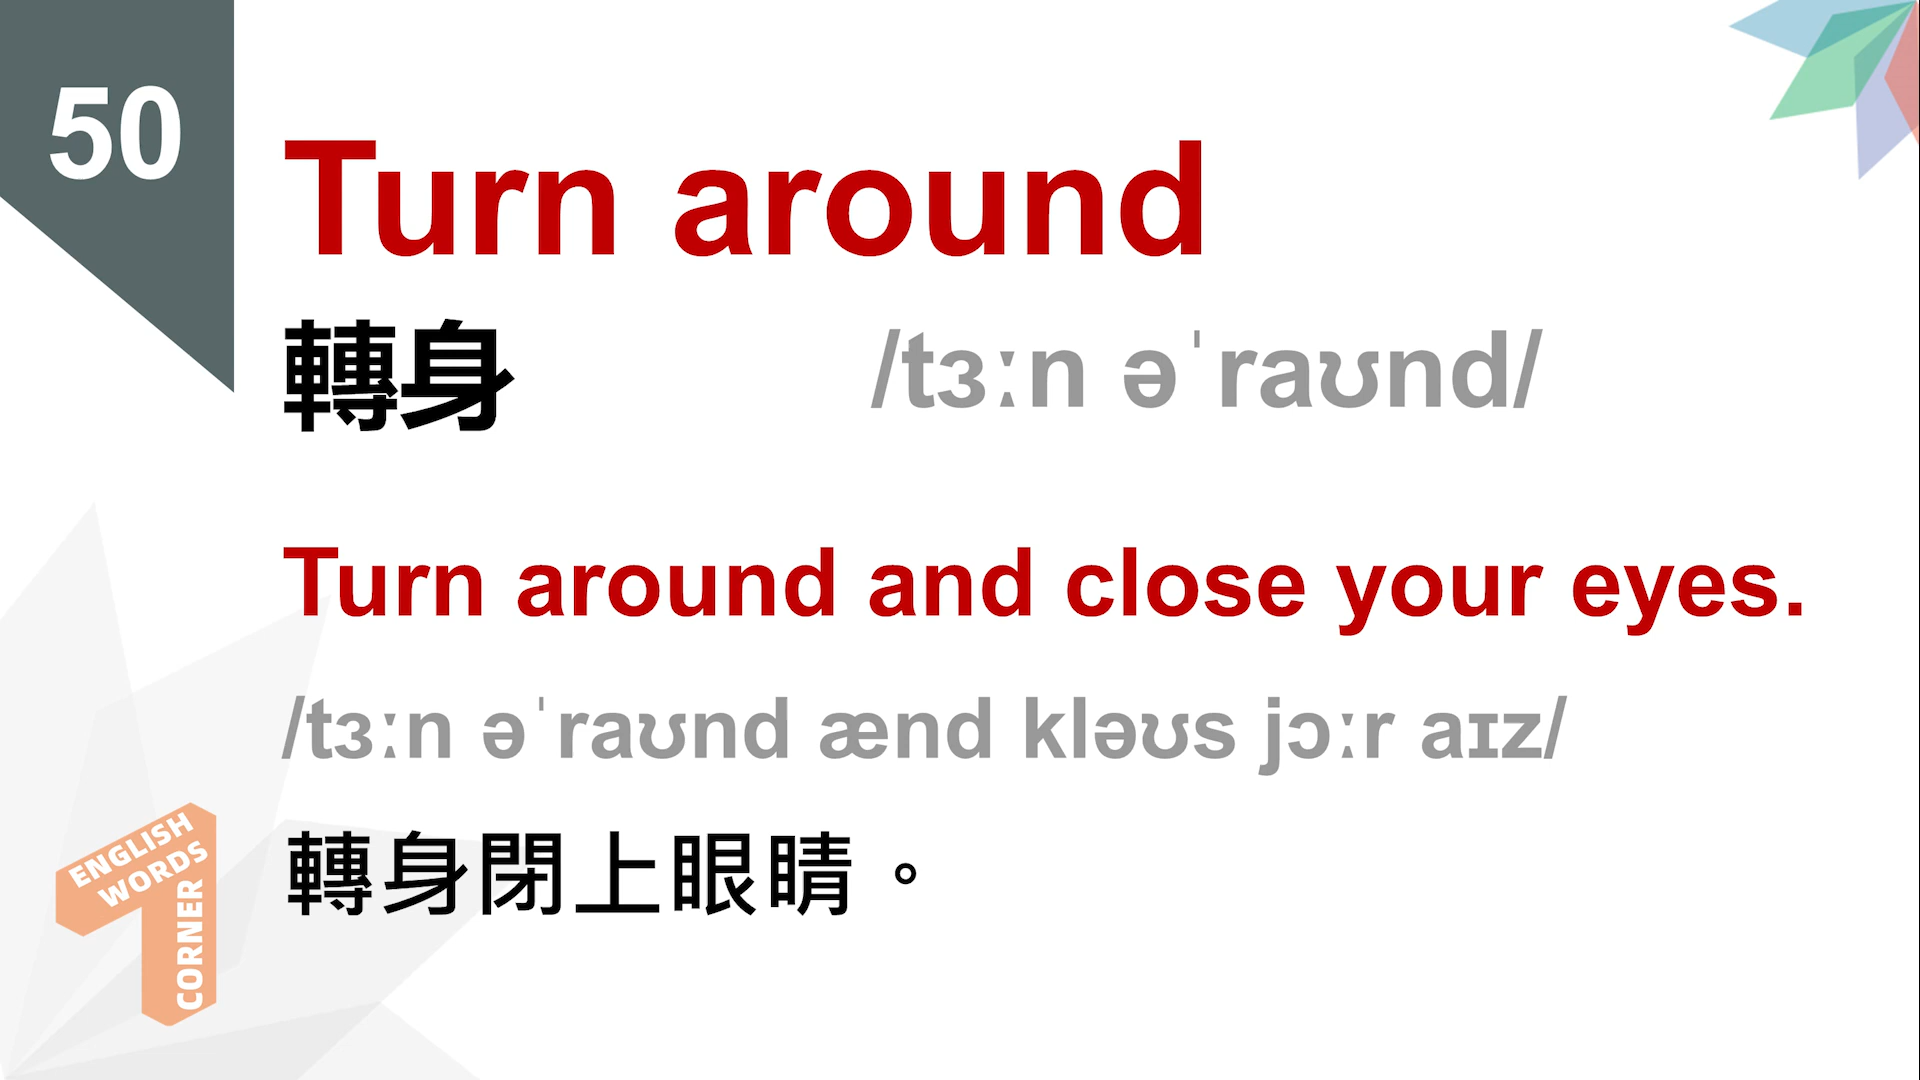 50
Turn around
轉身
/tɜːn əˈraʊnd/
Turn around and close your eyes.
/tɜːn əˈraʊnd ænd kləʊs jɔːr aɪz/
轉身閉上眼睛。
ENGLISH
WORDS
CORNER